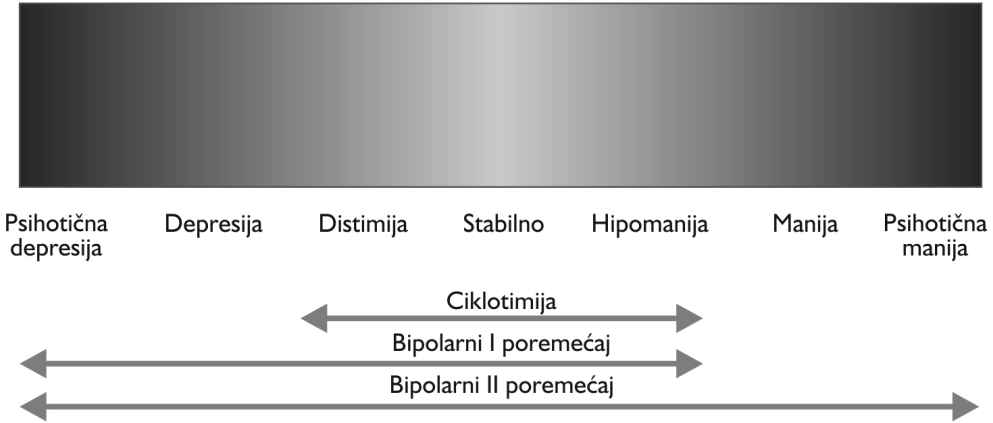 Psihotična
depresija
Depresija
Distimija
Stabilno
Hipomanija
Manija
Psihotična
manija
Ciklotimija
Bipolarni I poremećaj
Bipolarni II poremećaj